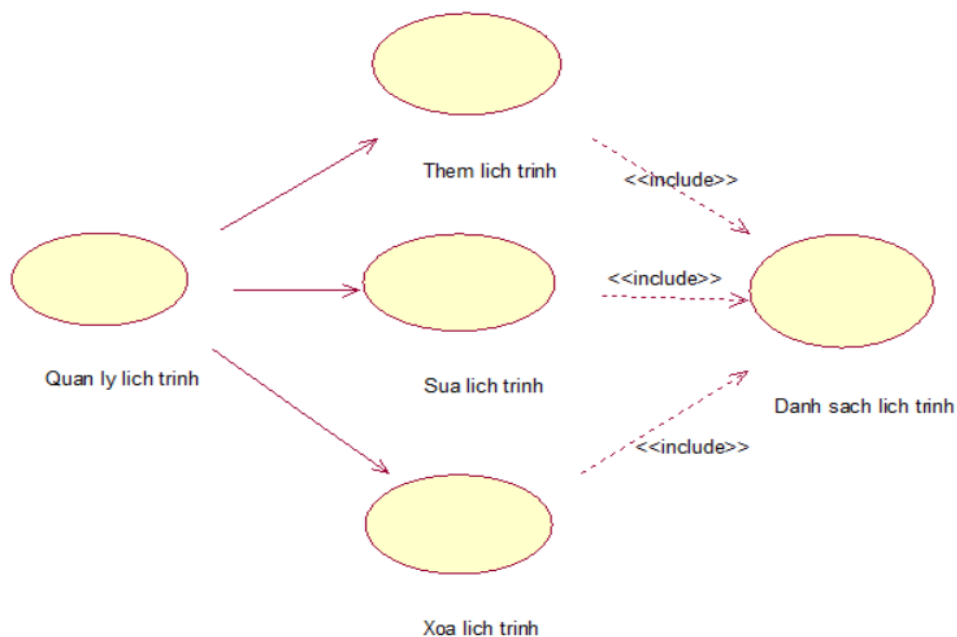 Them lich trinh
<<include>>
<<include>>
Quan ly lich trinh
Sua lich trinh
Danh sach lich trinh
<<include>>
Xoa lich trinh